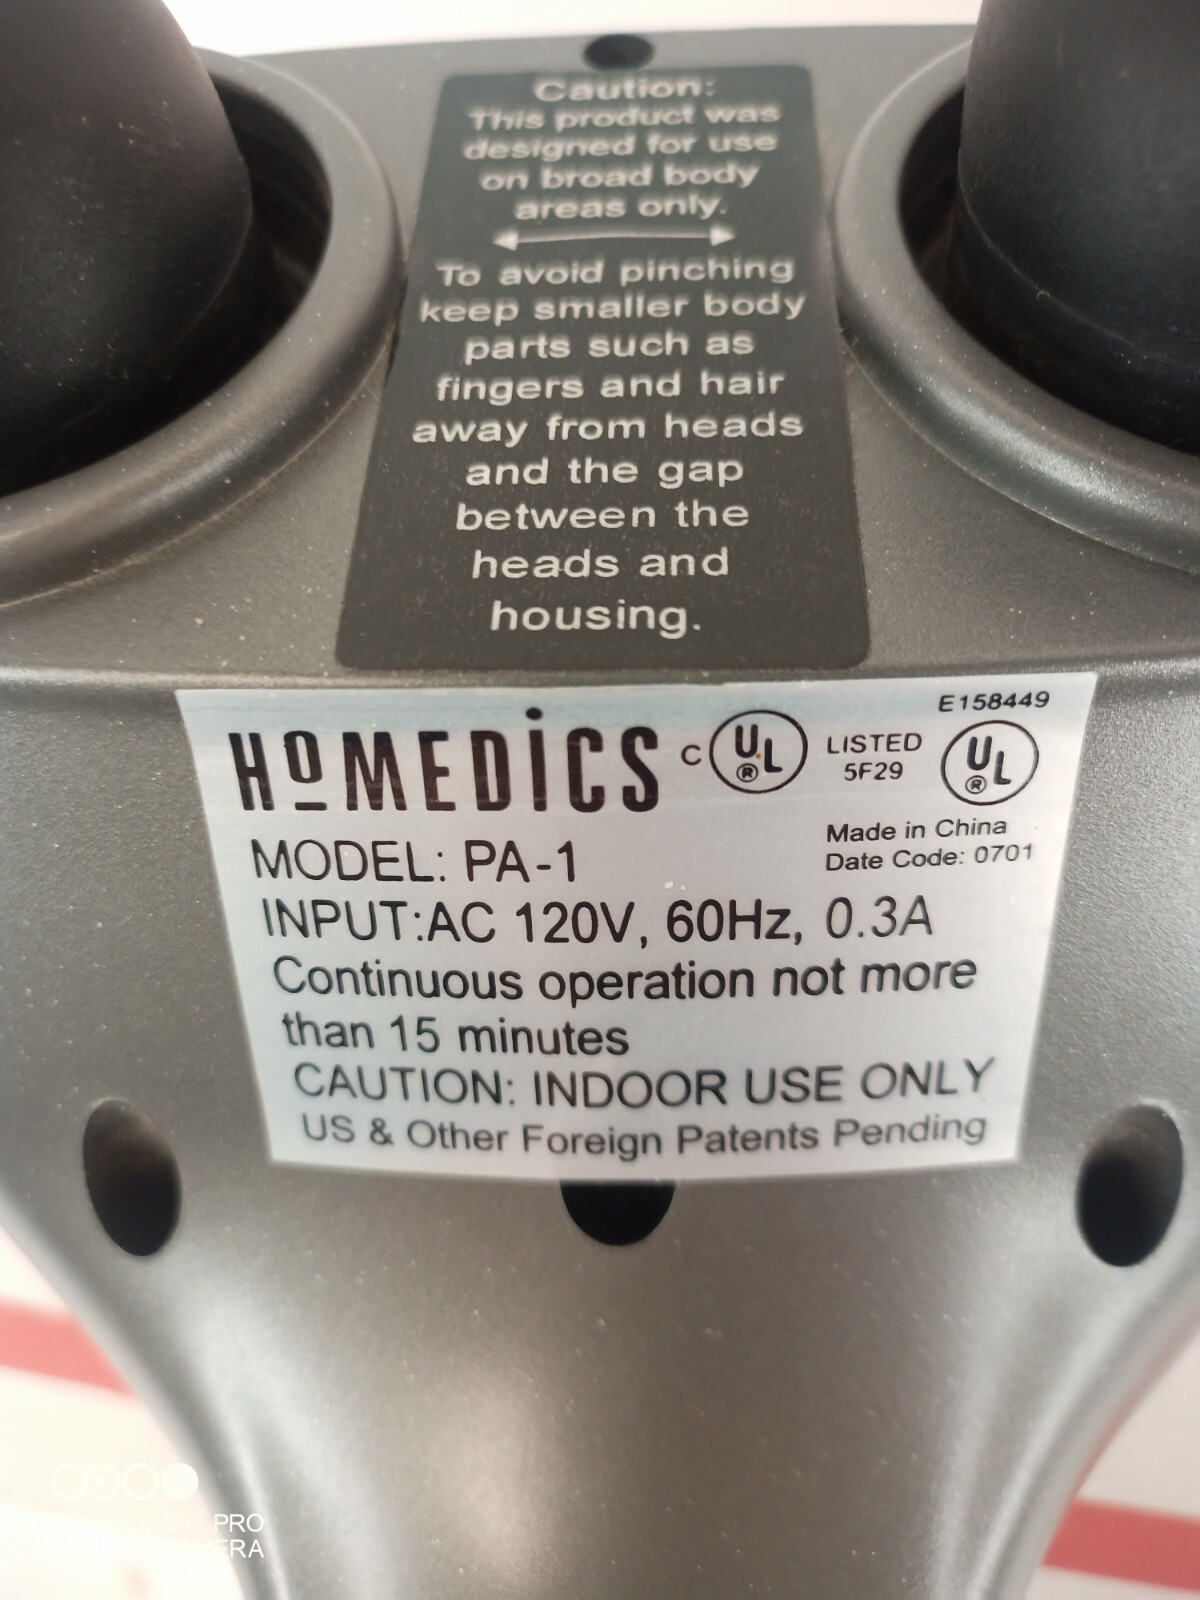 Caution:
This product was
designed for use
on broad body
areas only.
To avoid pinching
keep smaller body
parts such as
fingers and hair
away from heads
and the gap
between the
heads and
housing.
E158449
HoMEDiCS
C UL ® LISTED 5F29 UL ®
Made in China
Date Code: 0701
MODEL: PA-1
INPUT:AC 120V, 60Hz, 0.3A
Continuous operation not more
than 15 minutes
CAUTION: INDOOR USE ONLY
US & Other Foreign Patents Pending
S96 PRO